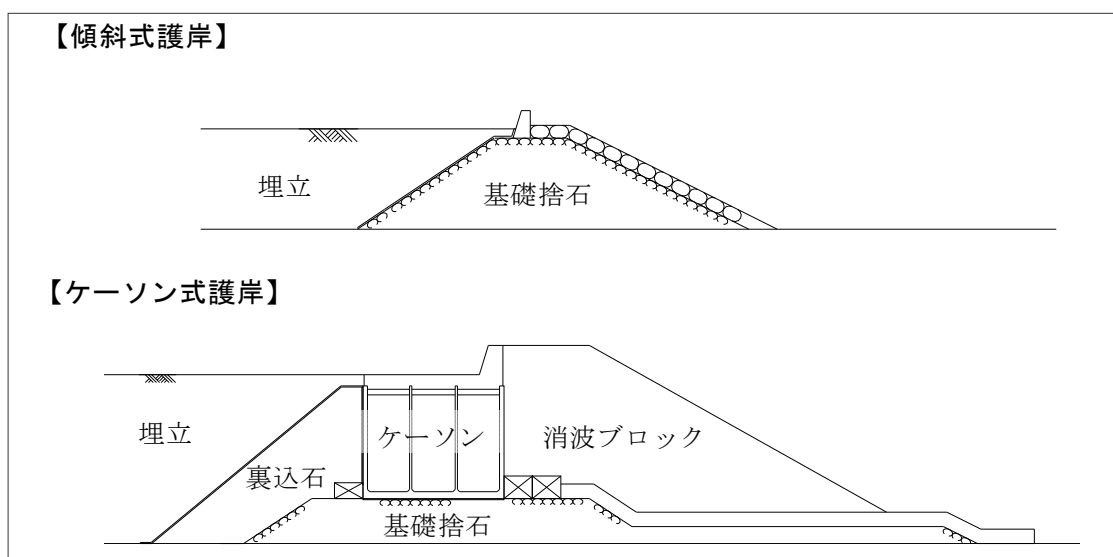 【傾斜式護岸】
埋立
基礎捨石
【ケーソン式護岸】
埋立
ケーソン
消波ブロック
裏込石
基礎捨石